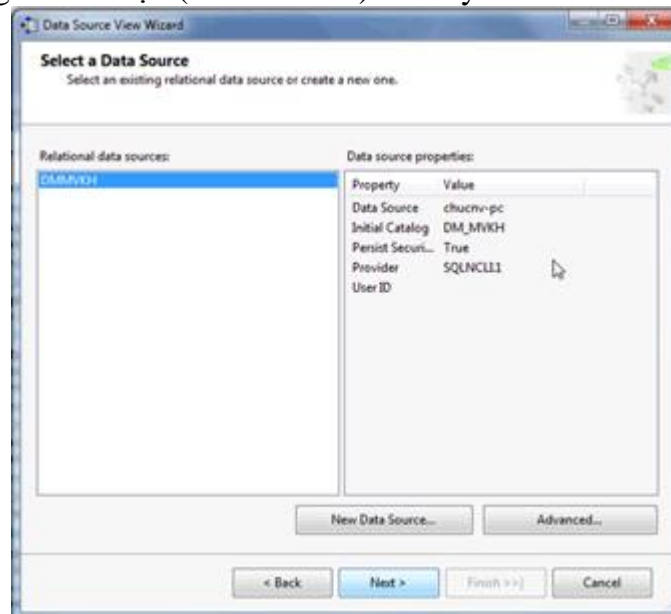 Data Source View Wizard
Select a Data Source
Select an existing relational data source or create a new one.
Relational data sources:
DMMVKH
Data source properties:
Property Value
Data Source chucnv-pc
Initial Catalog DM_MVKH
Persist Securi... True
Provider SQLNCLI1
User ID
New Data Source...
Advanced...
< Back
Next >
Finish >>|
Cancel